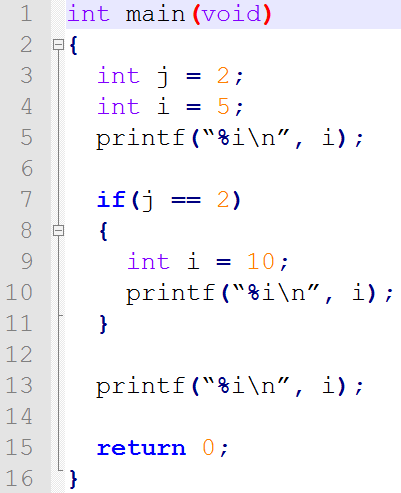 1 int main(void)
2 {
3 int j = 2;
4 int i = 5;
5 printf(“%i\n”, i);
6
7 if(j == 2)
8 {
9 int i = 10;
10 printf(“%i\n”, i);
11 }
12
13 printf(“%i\n”, i);
14
15 return 0;
16 }